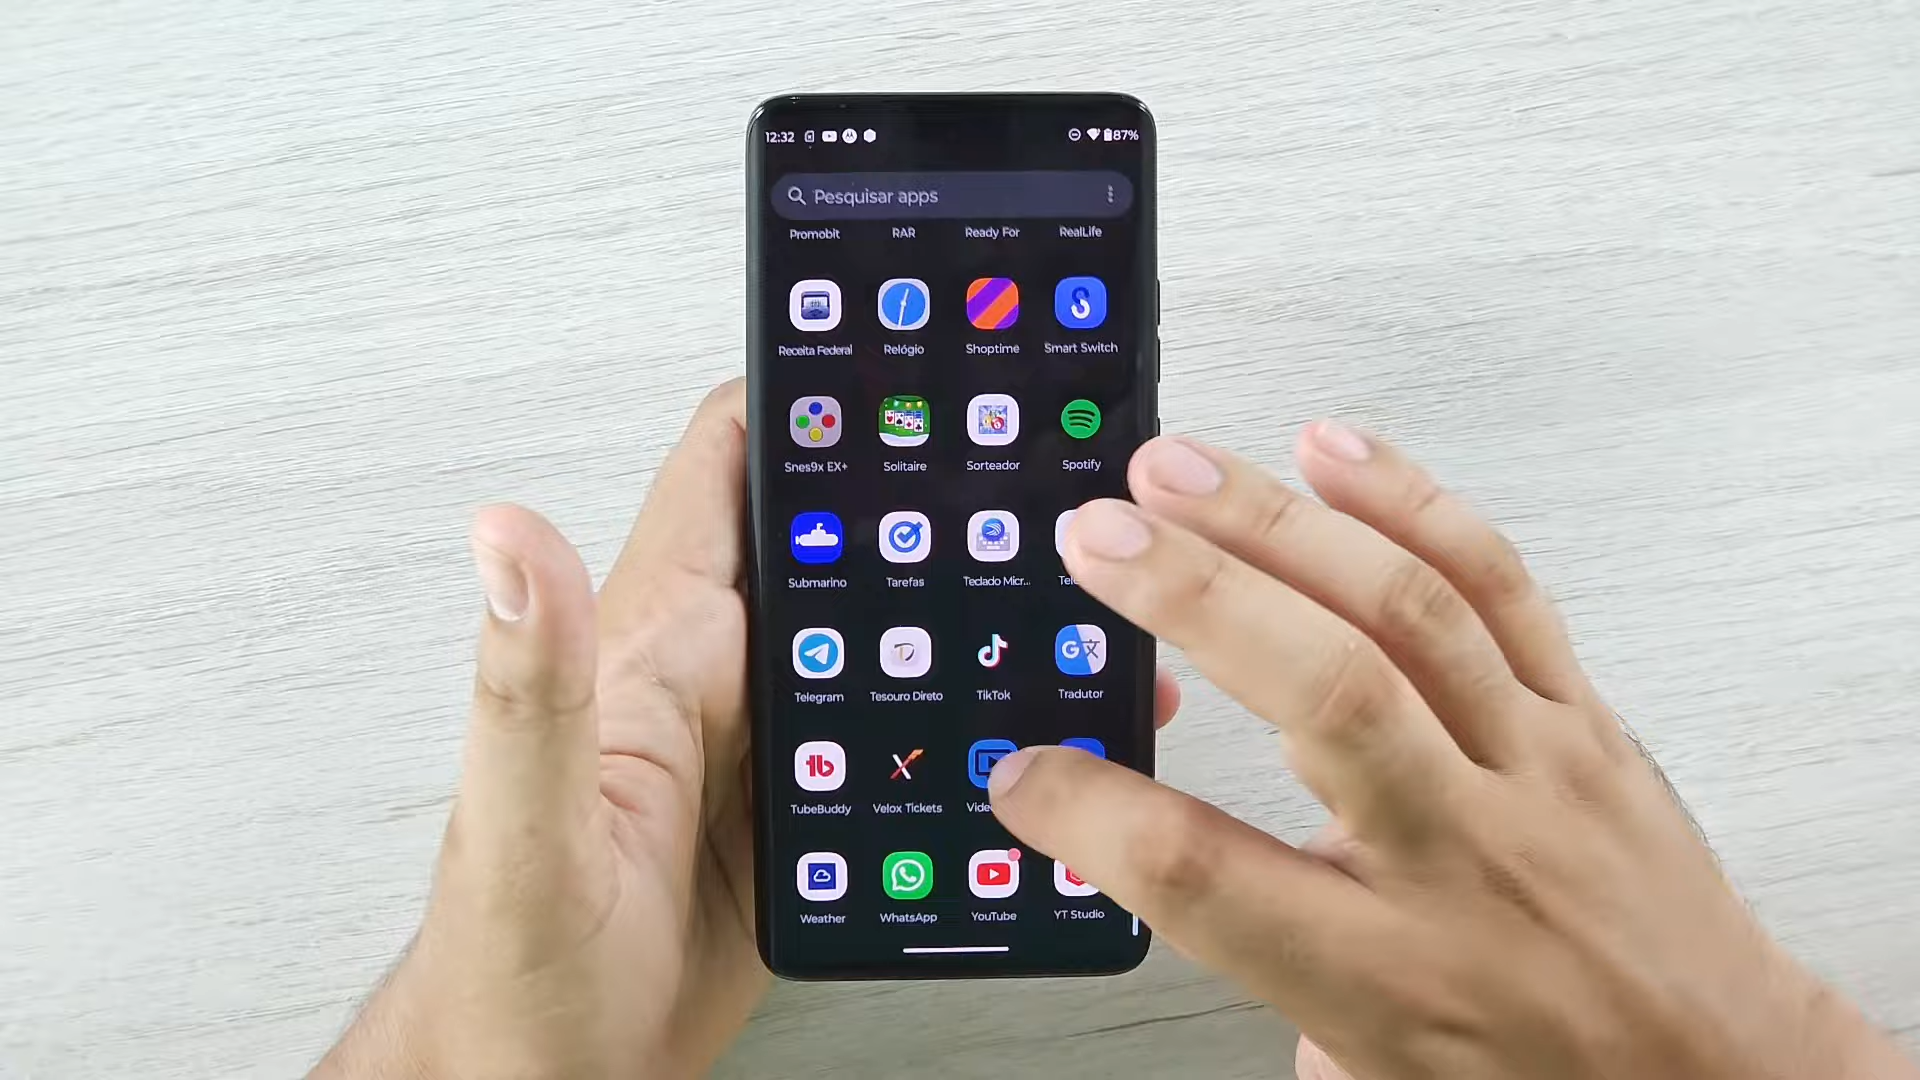 12:32 87%
Pesquisar apps
Promobit RAR Ready For RealLife
Receita Federal Relógio Shoptime Smart Switch
Snes9x EX+ Solitaire Sorteador Spotify
Submarino Tarefas Teclado Micr...
Telegram Tesouro Direto TikTok Tradutor
TubeBuddy Velox Tickets
Weather WhatsApp YouTube YT Studio